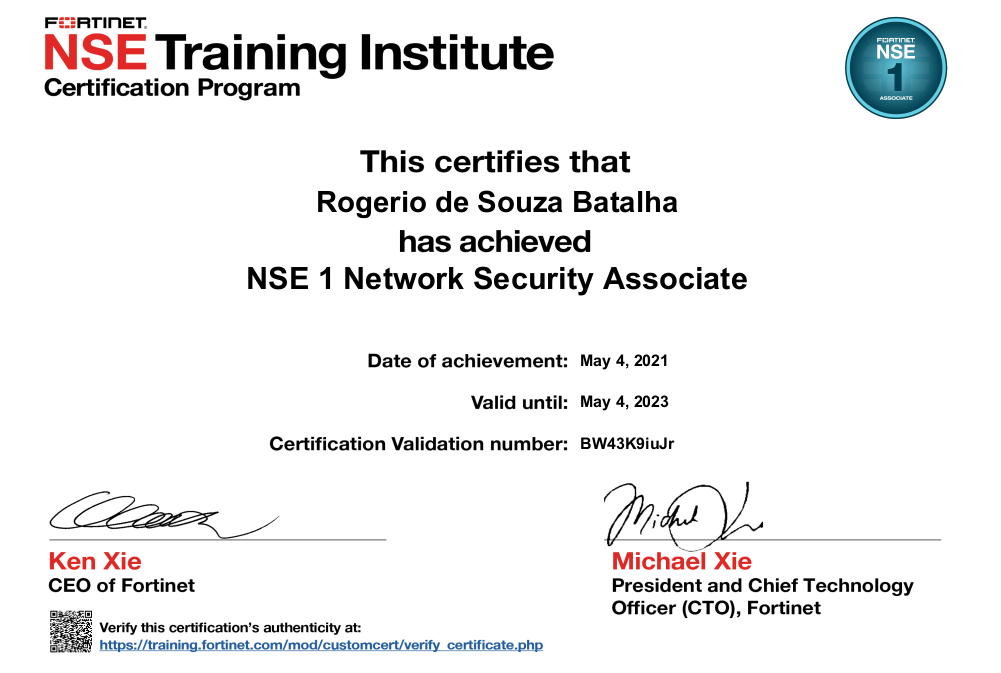 FORTINET
NSE Training Institute
Certification Program
FORTINET
NSE
1
ASSOCIATE
This certifies that
Rogerio de Souza Batalha
has achieved
NSE 1 Network Security Associate
Date of achievement: May 4, 2021
Valid until: May 4, 2023
Certification Validation number: BW43K9iuJr
Ken Xie
CEO of Fortinet
Michael Xie
President and Chief Technology
Officer (CTO), Fortinet
Verify this certification's authenticity at:
https://training.fortinet.com/mod/customcert/verify_certificate.php